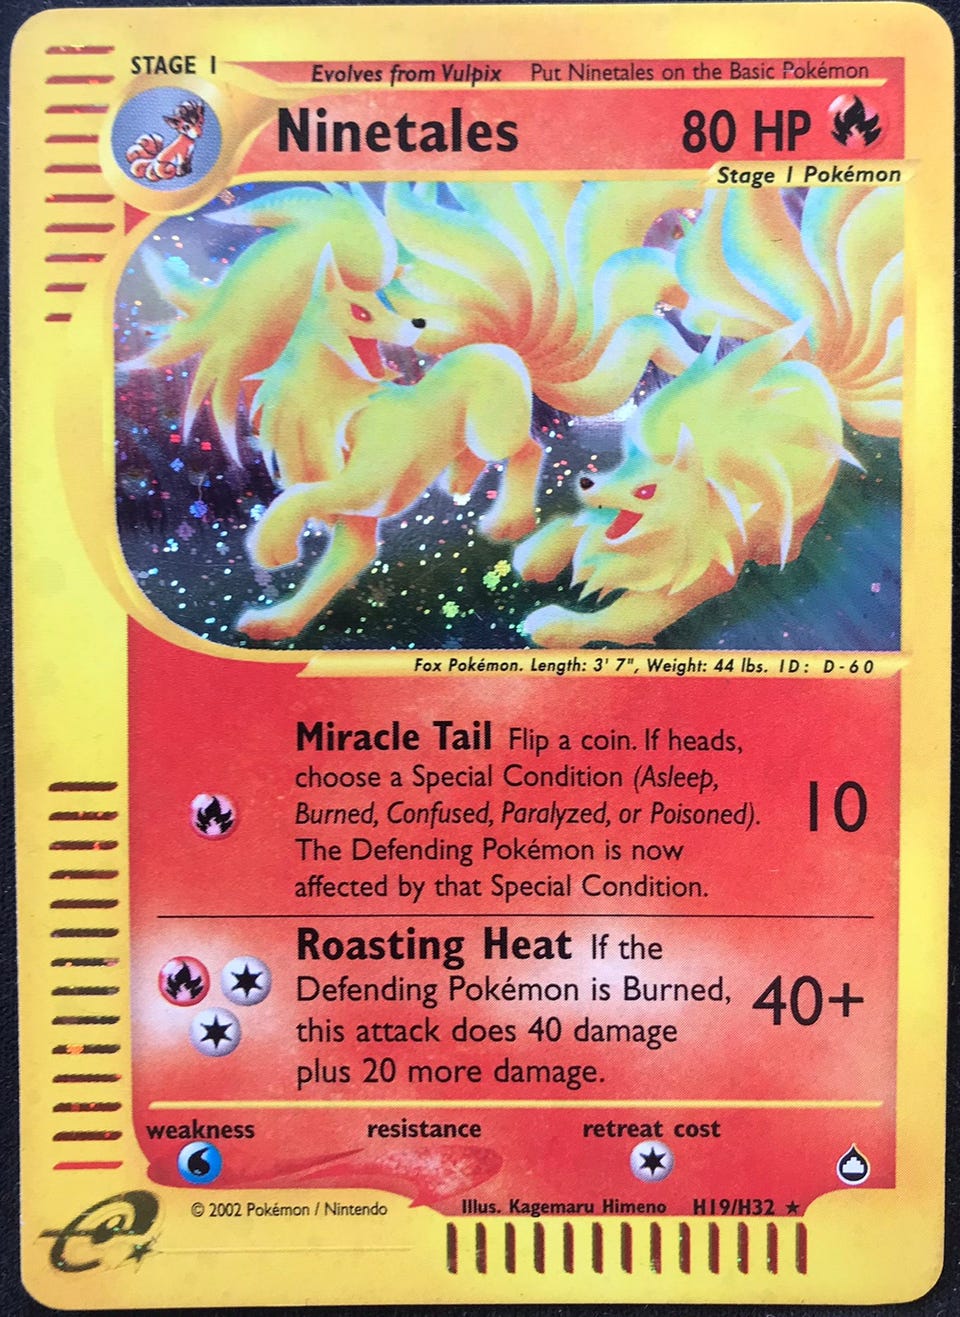 STAGE 1
Evolves from Vulpix Put Ninetales on the Basic Pokémon
Ninetales 80 HP
Stage 1 Pokémon
Fox Pokémon. Length: 3' 7", Weight: 44 lbs. ID: D-60
Miracle Tail Flip a coin. If heads,
choose a Special Condition (Asleep,
Burned, Confused, Paralyzed, or Poisoned).
The Defending Pokémon is now
affected by that Special Condition.
10
Roasting Heat If the
Defending Pokémon is Burned,
this attack does 40 damage
plus 20 more damage.
40+
weakness resistance retreat cost
© 2002 Pokémon / Nintendo Illus. Kagemaru Himeno H19/H32 ★
e